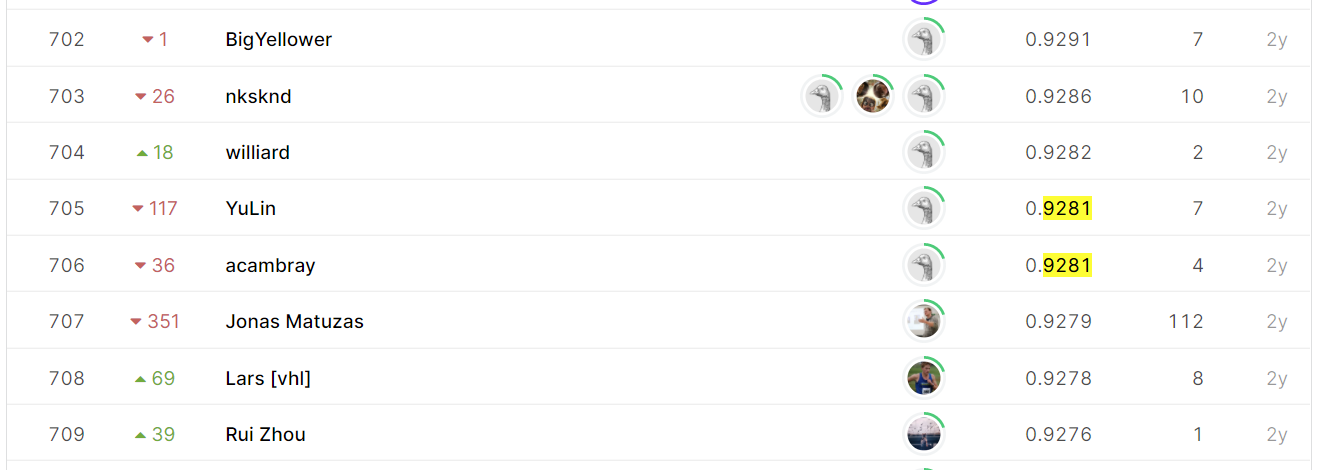 702 1 BigYellower 0.9291 7 2y
703 26 nksknd 0.9286 10 2y
704 18 williard 0.9282 2 2y
705 117 YuLin 0.9281 7 2y
706 36 acambray 0.9281 4 2y
707 351 Jonas Matuzas 0.9279 112 2y
708 69 Lars [vhl] 0.9278 8 2y
709 39 Rui Zhou 0.9276 1 2y